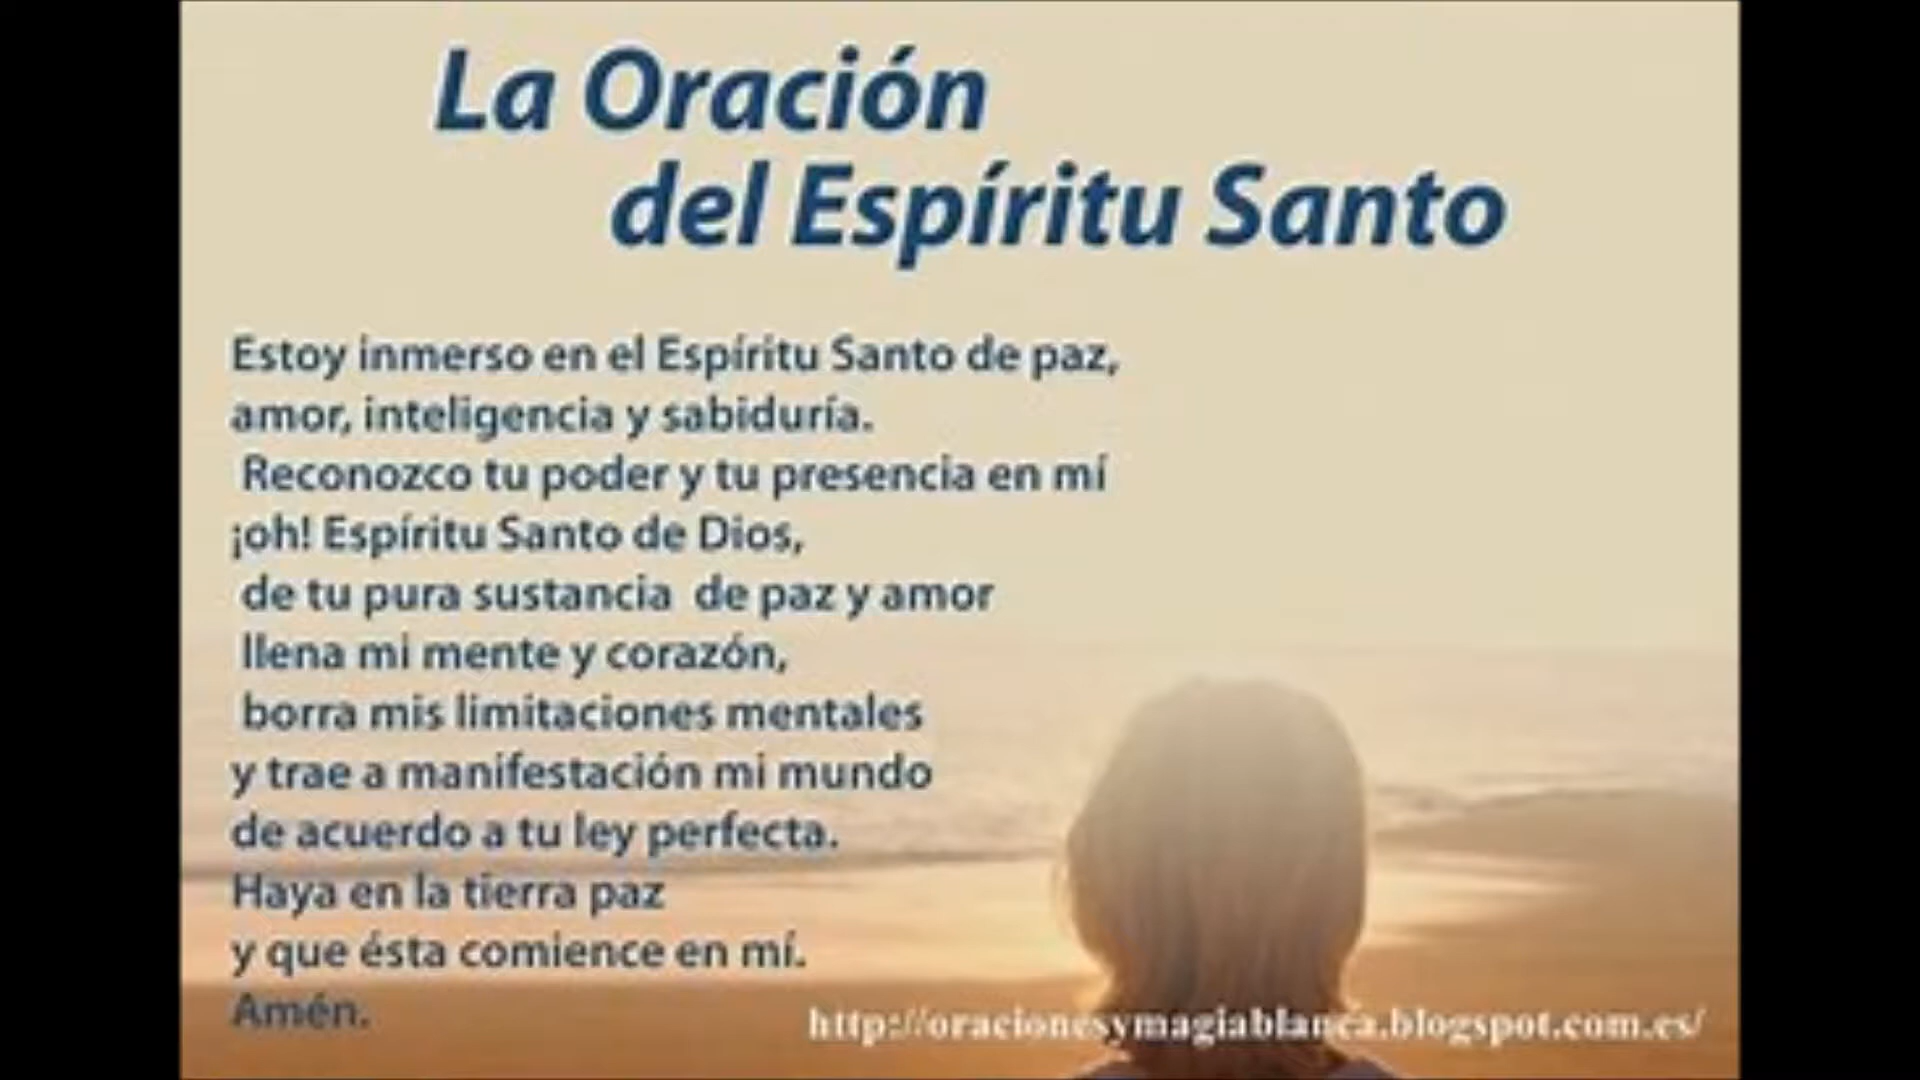 La Oración
del Espíritu Santo
Estoy inmerso en el Espíritu Santo de paz,
amor, inteligencia y sabiduría.
Reconozco tu poder y tu presencia en mí
¡oh! Espíritu Santo de Dios,
de tu pura sustancia de paz y amor
llena mi mente y corazón,
borra mis limitaciones mentales
y trae a manifestación mi mundo
de acuerdo a tu ley perfecta.
Haya en la tierra paz
y que ésta comience en mí.
Amén.
http://oracionesymagiablanca.blogspot.com.es/